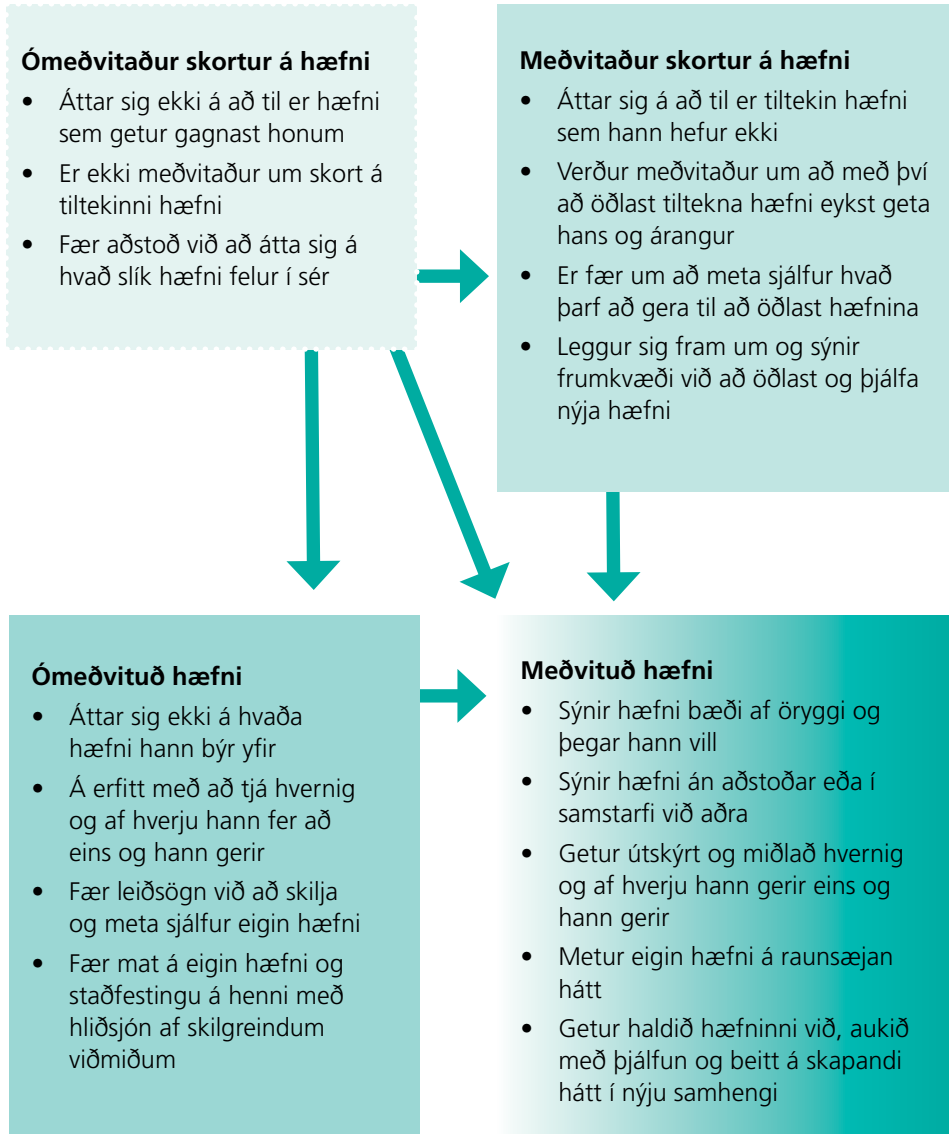 Ómeðvitaður skortur á hæfni
• Áttar sig ekki á að til er hæfni
sem getur gagnast honum
• Er ekki meðvitaður um skort á
tiltekinni hæfni
• Fær aðstoð við að átta sig á
hvað slík hæfni felur í sér
Meðvitaður skortur á hæfni
• Áttar sig á að til er tiltekin hæfni
sem hann hefur ekki
• Verður meðvitaður um að með því
að öðlast tiltekna hæfni eykst geta
hans og árangur
• Er fær um að meta sjálfur hvað
þarf að gera til að öðlast hæfnina
• Leggur sig fram um og sýnir
frumkvæði við að öðlast og þjálfa
nýja hæfni
Ómeðvituð hæfni
• Áttar sig ekki á hvaða
hæfni hann býr yfir
• Á erfitt með að tjá hvernig
og af hverju hann fer að
eins og hann gerir
• Fær leiðsögn við að skilja
og meta sjálfur eigin hæfni
• Fær mat á eigin hæfni og
staðfestingu á henni með
hliðsjón af skilgreindum
viðmiðum
Meðvituð hæfni
• Sýnir hæfni bæði af öryggi og
þegar hann vill
• Sýnir hæfni án aðstoðar eða í
samstarfi við aðra
• Getur útskýrt og miðlað hvernig
og af hverju hann gerir eins og
hann gerir
• Metur eigin hæfni á raunsæjan
hátt
• Getur haldið hæfninni við, aukið
með þjálfun og beitt á skapandi
hátt í nýju samhengi